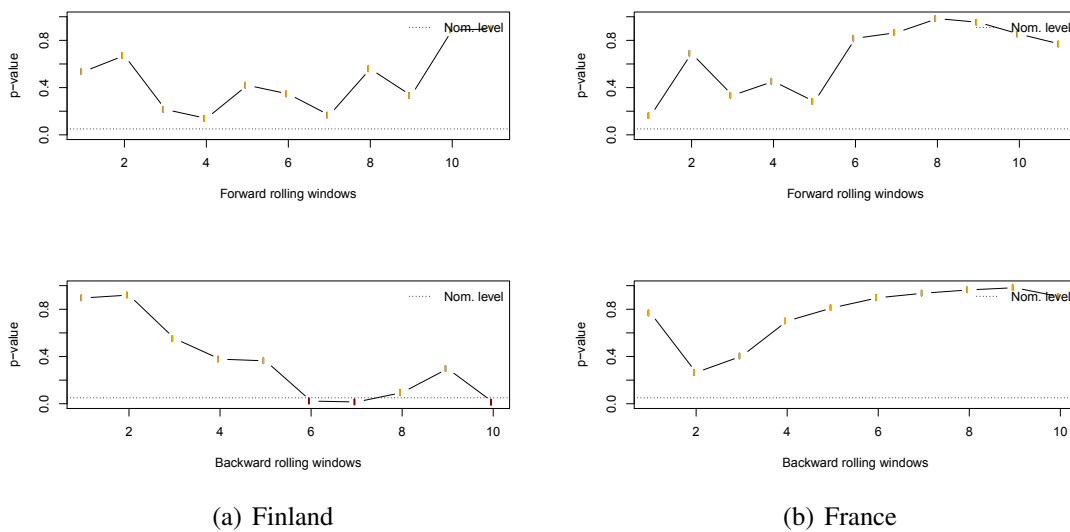 Nom. level
p-value
0.0 0.4 0.8
2 4 6 8 10
Forward rolling windows
Nom. level
p-value
0.0 0.4 0.8
2 4 6 8 10
Forward rolling windows
Nom. level
p-value
0.0 0.4 0.8
2 4 6 8 10
Backward rolling windows
Nom. level
p-value
0.0 0.4 0.8
2 4 6 8 10
Backward rolling windows
(a) Finland
(b) France